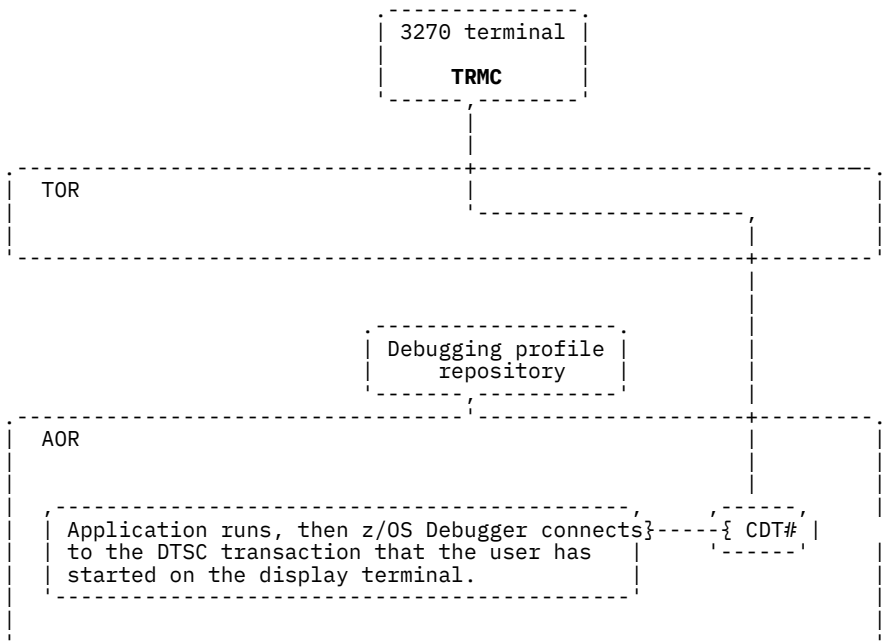 3270 terminal
TRMC
TOR
Debugging profile
repository
AOR
Application runs, then z/OS Debugger connects
to the DTSC transaction that the user has
started on the display terminal.
CDT#